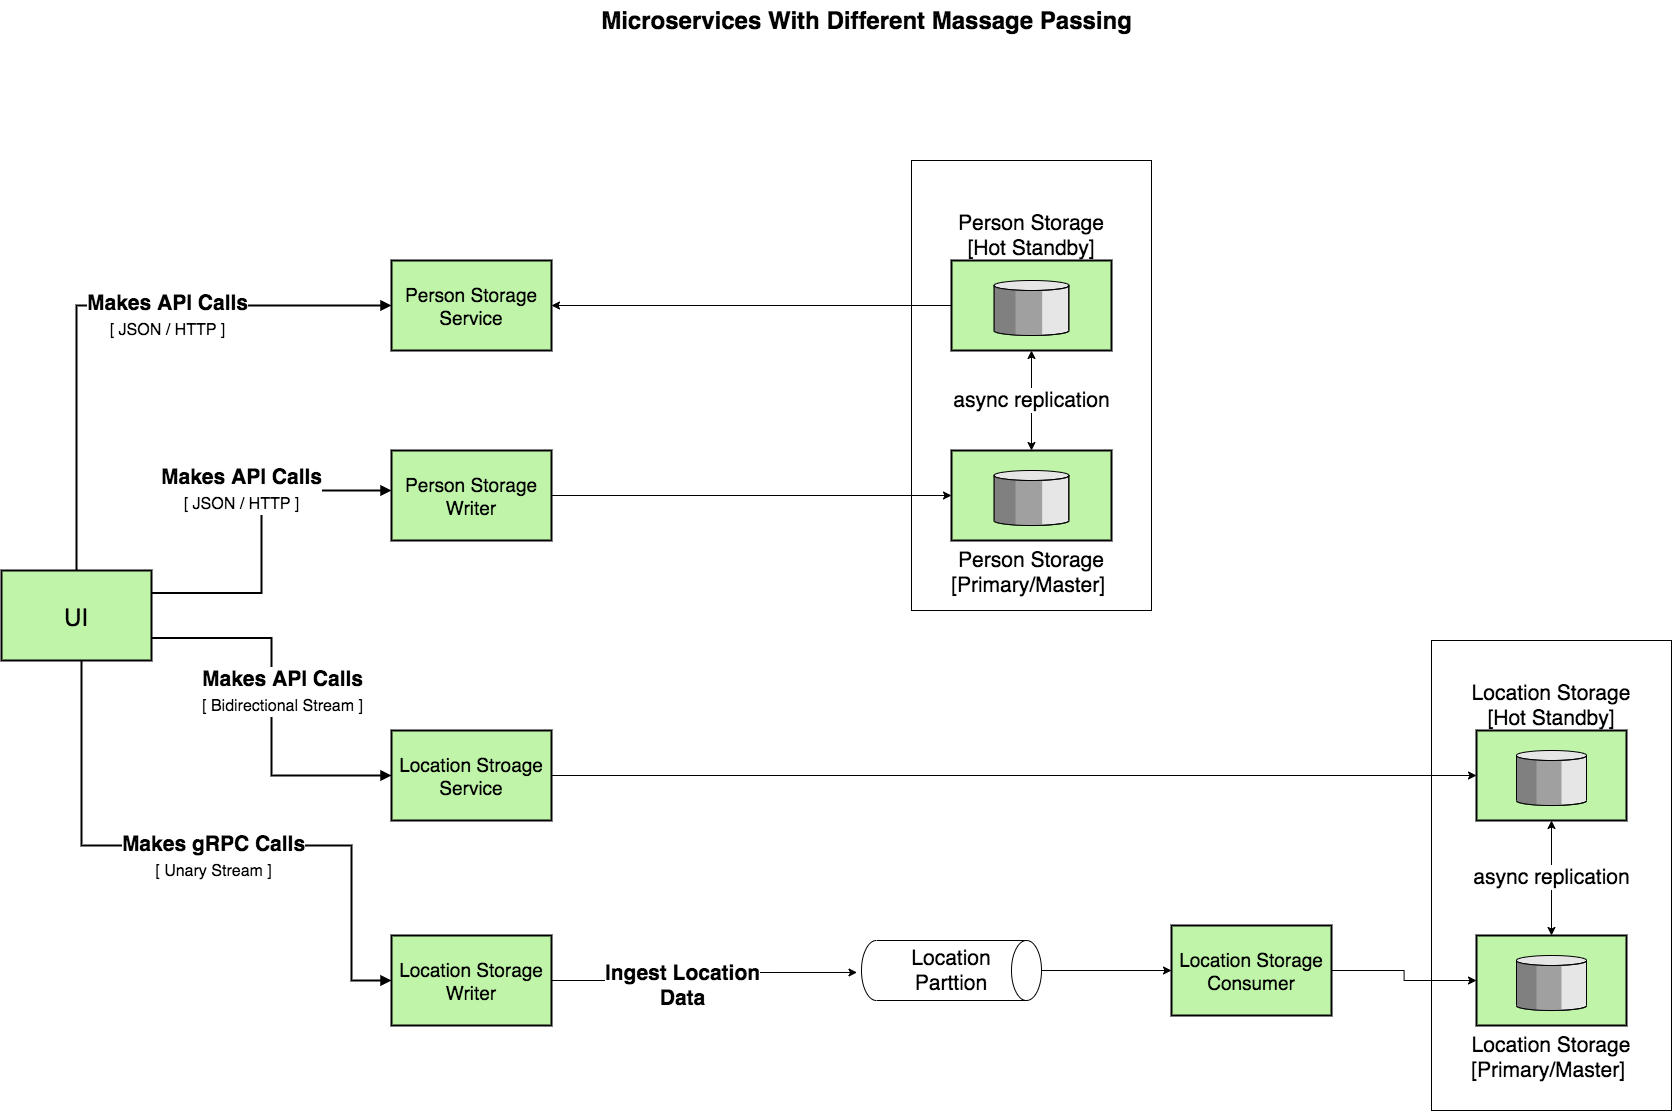 Microservices With Different Massage Passing
Person Storage
[Hot Standby]
Makes API Calls
[ JSON / HTTP ]
Person Storage
Service
async replication
Makes API Calls
[ JSON / HTTP ]
Person Storage
Writer
Person Storage
[Primary/Master]
UI
Makes API Calls
[ Bidirectional Stream ]
Location Stroage
Service
Location Storage
[Hot Standby]
async replication
Makes gRPC Calls
[ Unary Stream ]
Location Storage
Writer
Ingest Location
Data
Location
Parttion
Location Storage
Consumer
Location Storage
[Primary/Master]